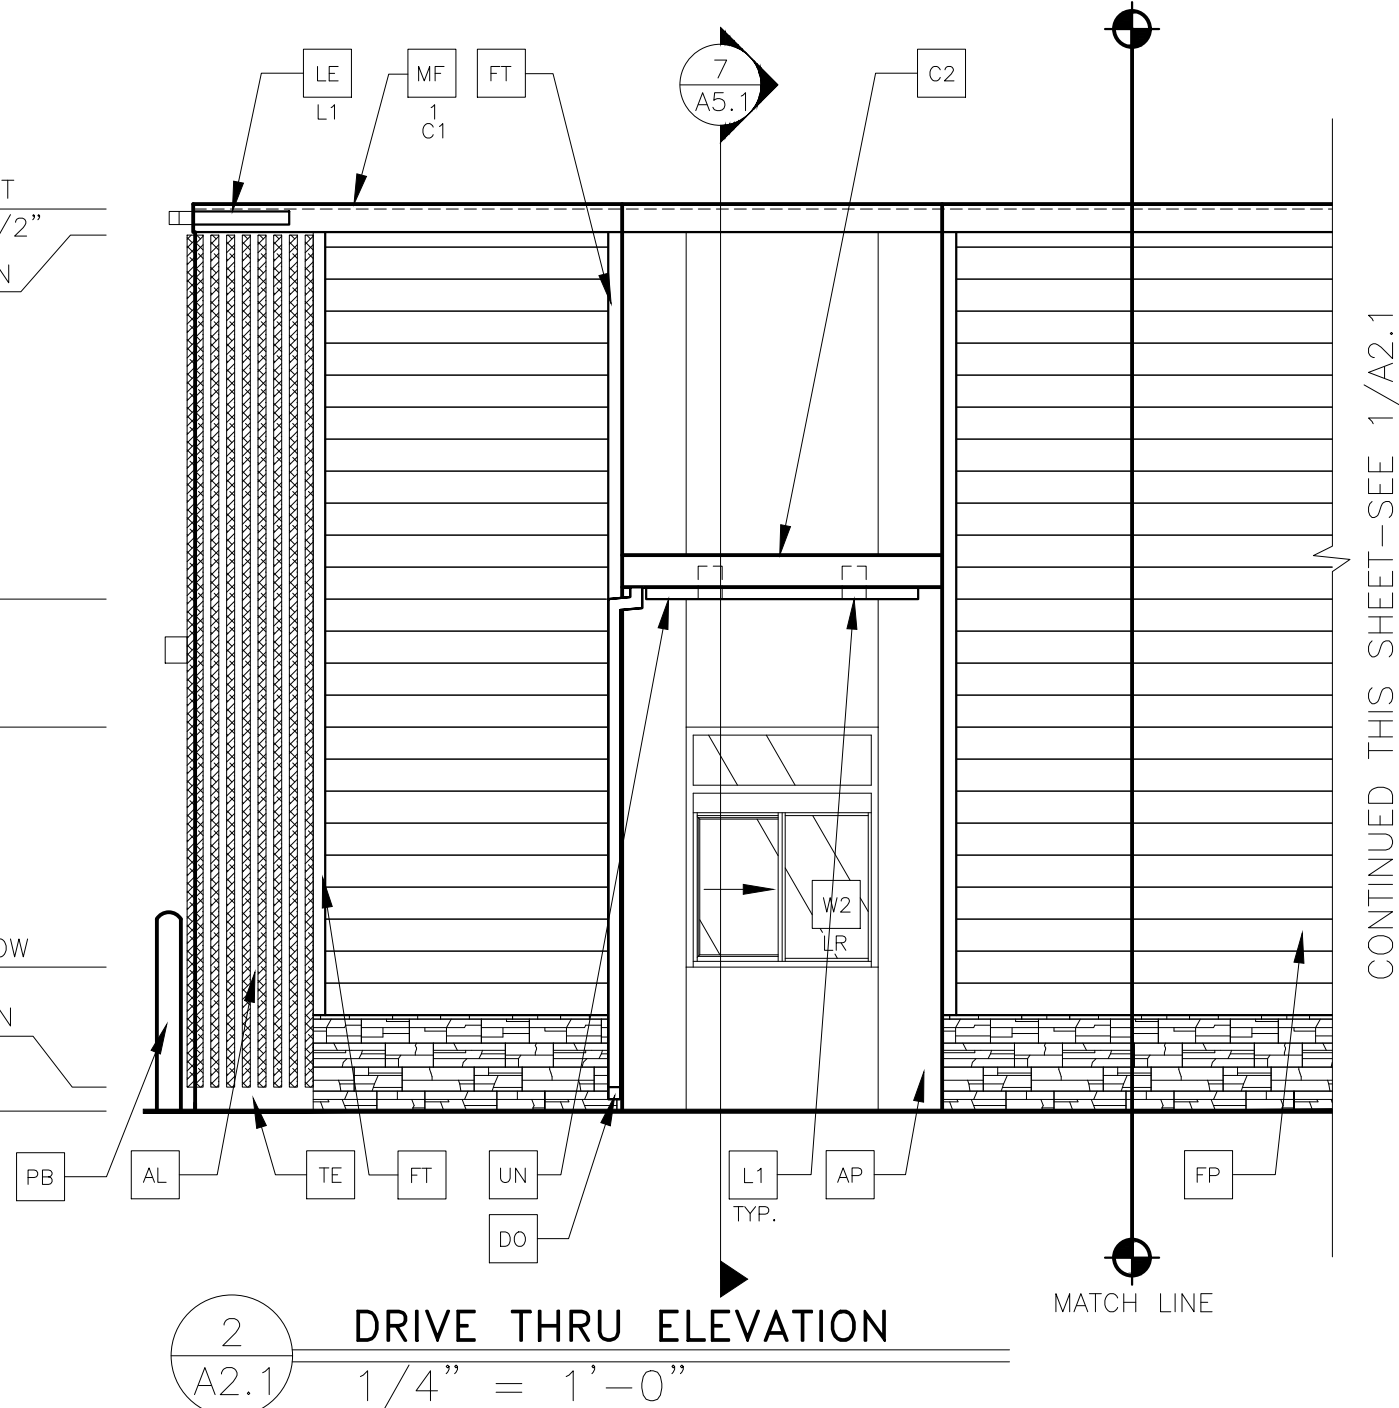 LE
L1
MF
1
C1
FT
7
A5.1
C2
T
/2"
N
CONTINUED THIS SHEET-SEE 1/A2.1
W2
LR
OW
N
PB
AL
TE
FT
UN
DO
L1
TYP.
AP
FP
MATCH LINE
2
A2.1
DRIVE THRU ELEVATION
1/4" = 1'-0"